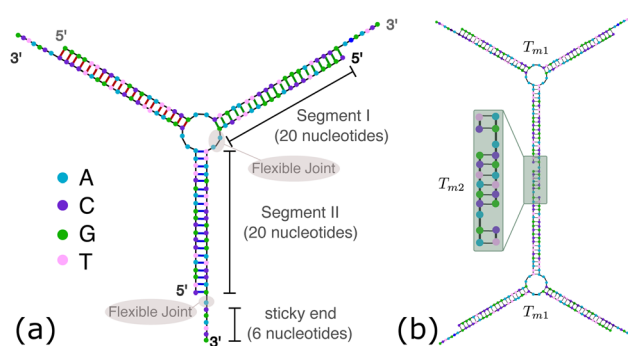 5'
3'
3'
5'
Segment I
(20 nucleotides)
Flexible Joint
A
C
G
T
Segment II
(20 nucleotides)
5'
Flexible Joint
sticky end
(6 nucleotides)
3'
(a)
T_{m1}
T_{m2}
T_{m1}
(b)